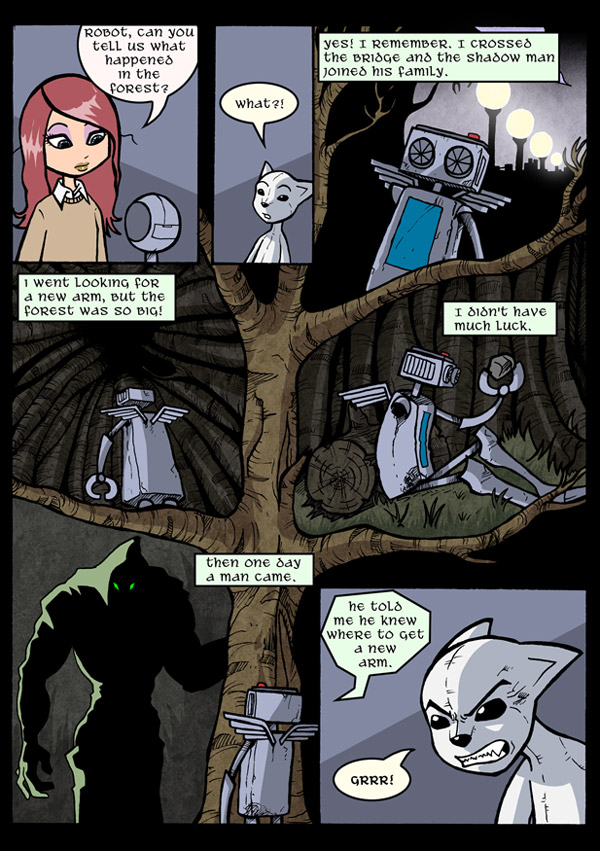 Robot, can you
tell us what
happened
in the
forest?
what?!
yes! I remember. I crossed
the bridge and the shadow man
joined his family.
I went looking for
a new arm, but the
forest was so big!
I didn't have
much luck.
then one day
a man came.
he told
me he knew
where to get
a new
arm.
GRRR!